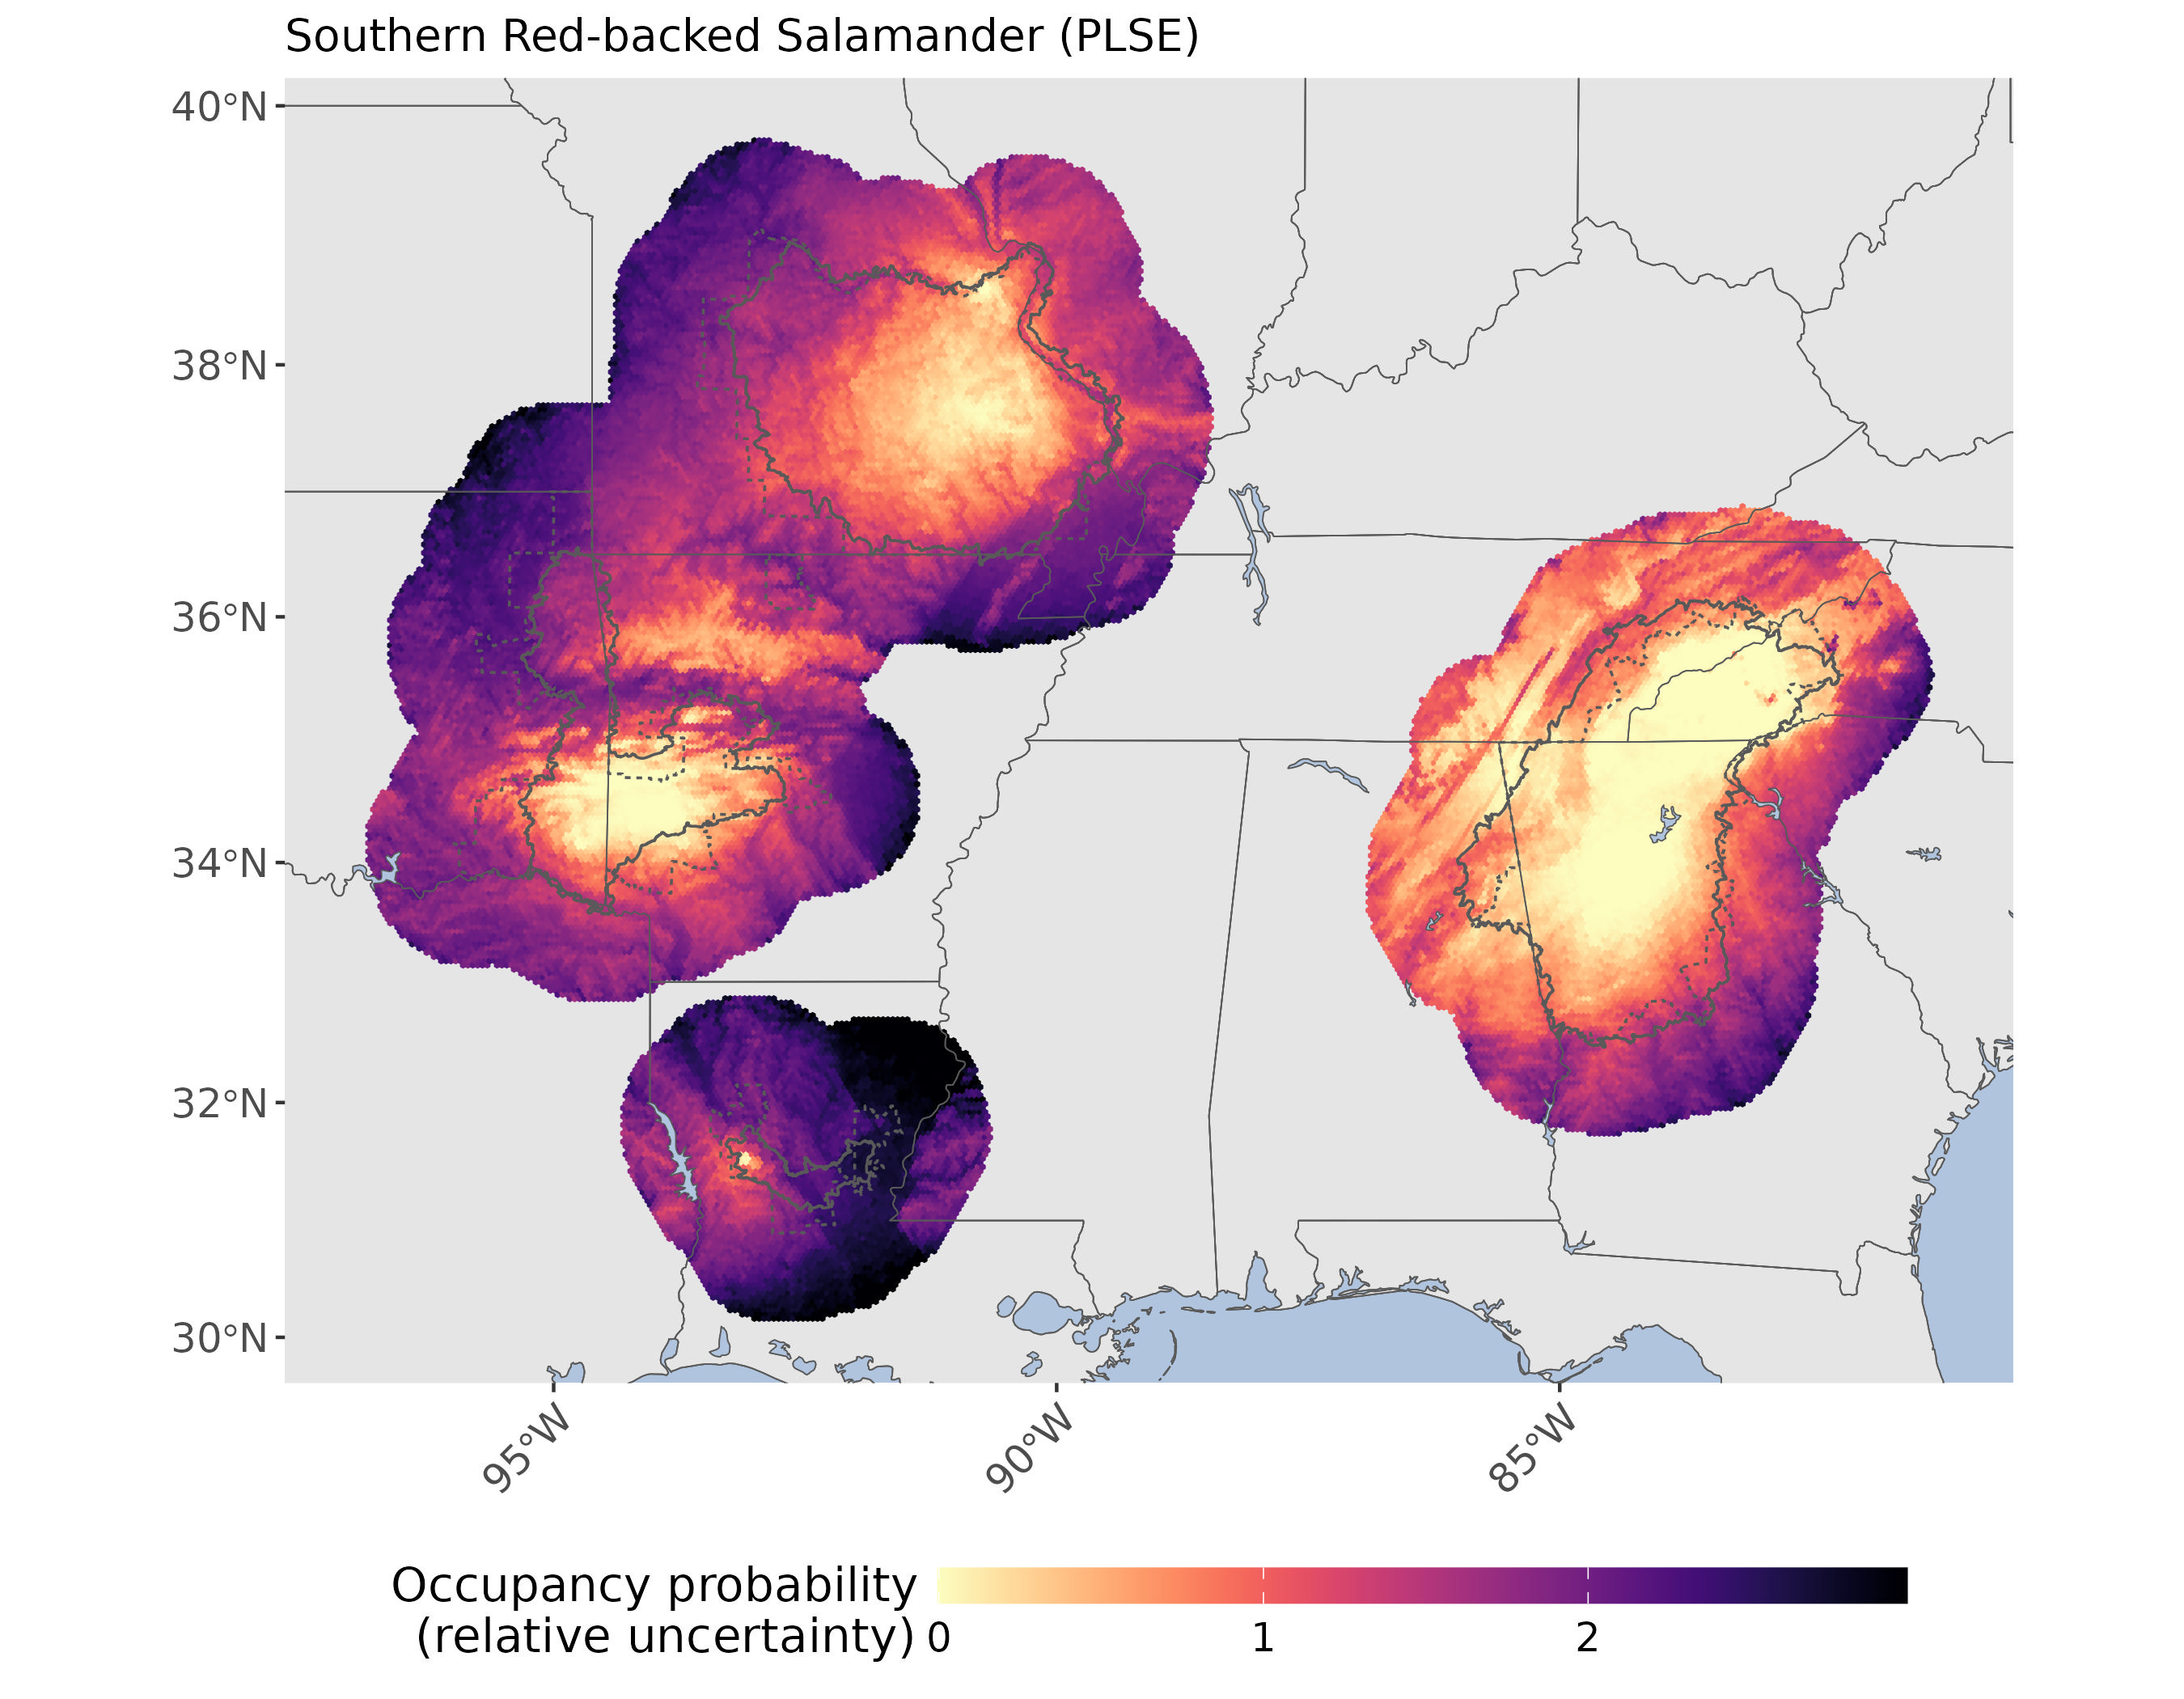 Southern Red-backed Salamander (PLSE)
40°N
38°N
36°N
34°N
32°N
30°N
95°W
90°W
85°W
Occupancy probability
(relative uncertainty)
0
1
2